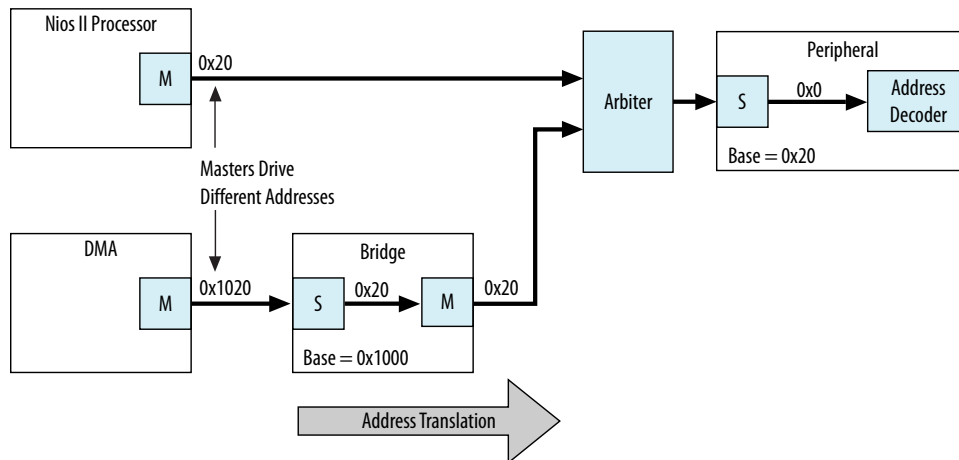 Nios II Processor
M
0x20
Arbiter
Peripheral
S
0x0
Address
Decoder
Base = 0x20
Masters Drive
Different Addresses
DMA
M
0x1020
Bridge
S
0x20
M
0x20
Base = 0x1000
Address Translation